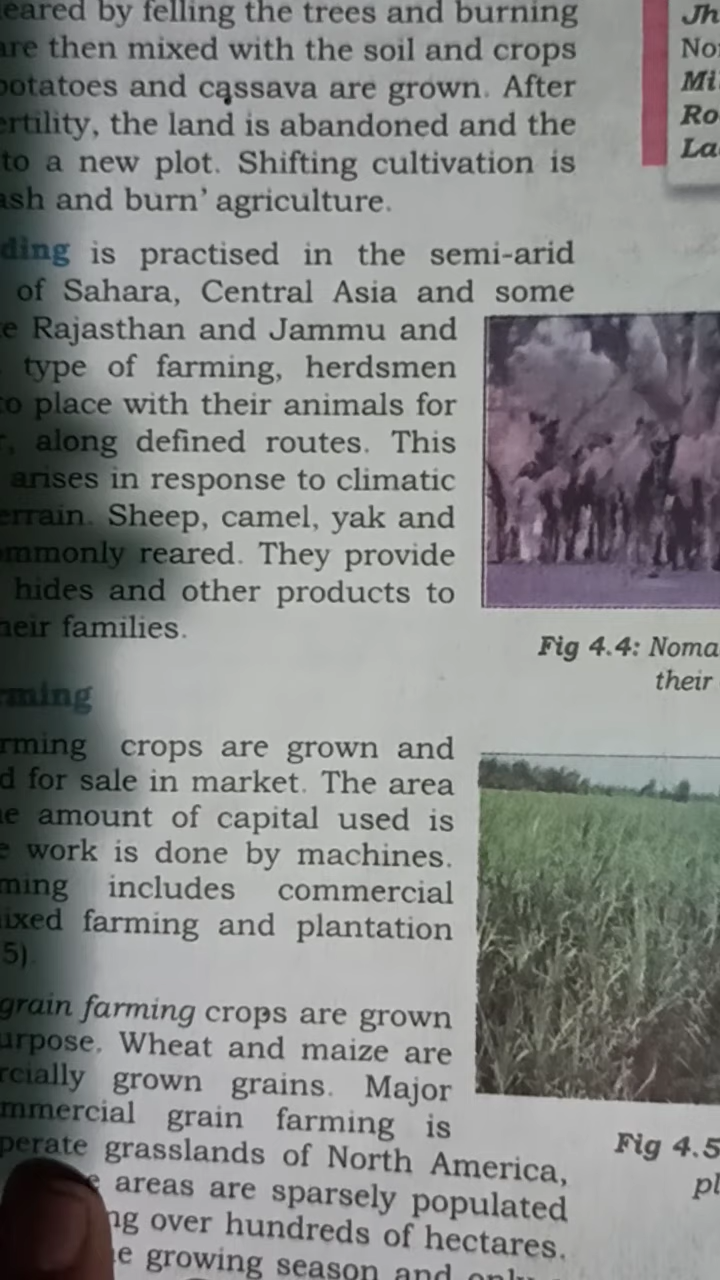 eared by felling the trees and burning
are then mixed with the soil and crops
potatoes and cassava are grown. After
ertility, the land is abandoned and the
to a new plot. Shifting cultivation is
ash and burn' agriculture.
ding is practised in the semi-arid
of Sahara, Central Asia and some
e Rajasthan and Jammu and
type of farming, herdsmen
to place with their animals for
r, along defined routes. This
arises in response to climatic
errain. Sheep, camel, yak and
ommonly reared. They provide
hides and other products to
heir families.
rming
rming crops are grown and
d for sale in market. The area
he amount of capital used is
e work is done by machines.
ming includes commercial
ixed farming and plantation
5).
grain farming crops are grown
urpose. Wheat and maize are
rcially grown grains. Major
mmercial grain farming is
perate grasslands of North America,
e areas are sparsely populated
ng over hundreds of hectares.
e growing season and only
Jh
No
Mi
Ro
La
Fig 4.4: Noma
their
Fig 4.5
pl